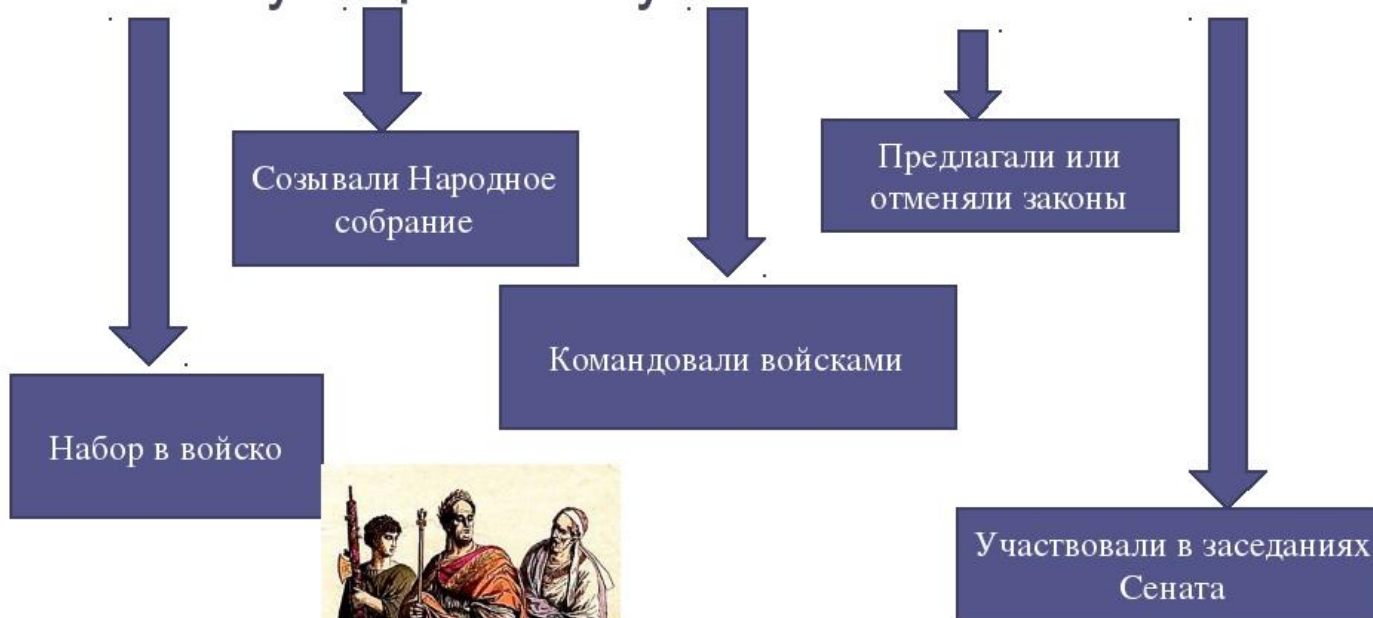 Созывали Народное
собрание
Предлагали или
отменяли законы
Командовали войсками
Набор в войско
Участвовали в заседаниях
Сената